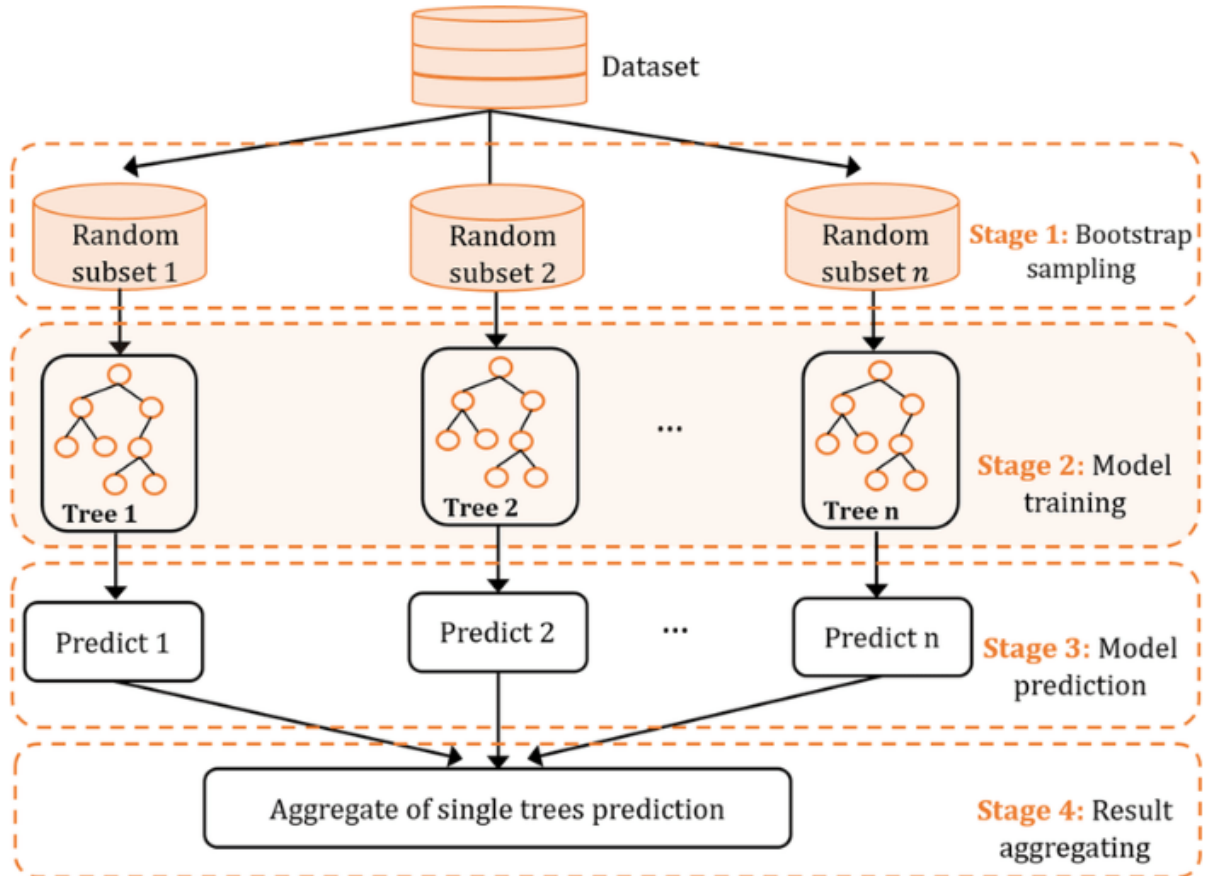 Dataset
Random
subset 1
Random
subset 2
Random
subset n
Stage 1: Bootstrap
sampling
Tree 1
Tree 2
...
Tree n
Stage 2: Model
training
Predict 1
Predict 2
...
Predict n
Stage 3: Model
prediction
Aggregate of single trees prediction
Stage 4: Result
aggregating